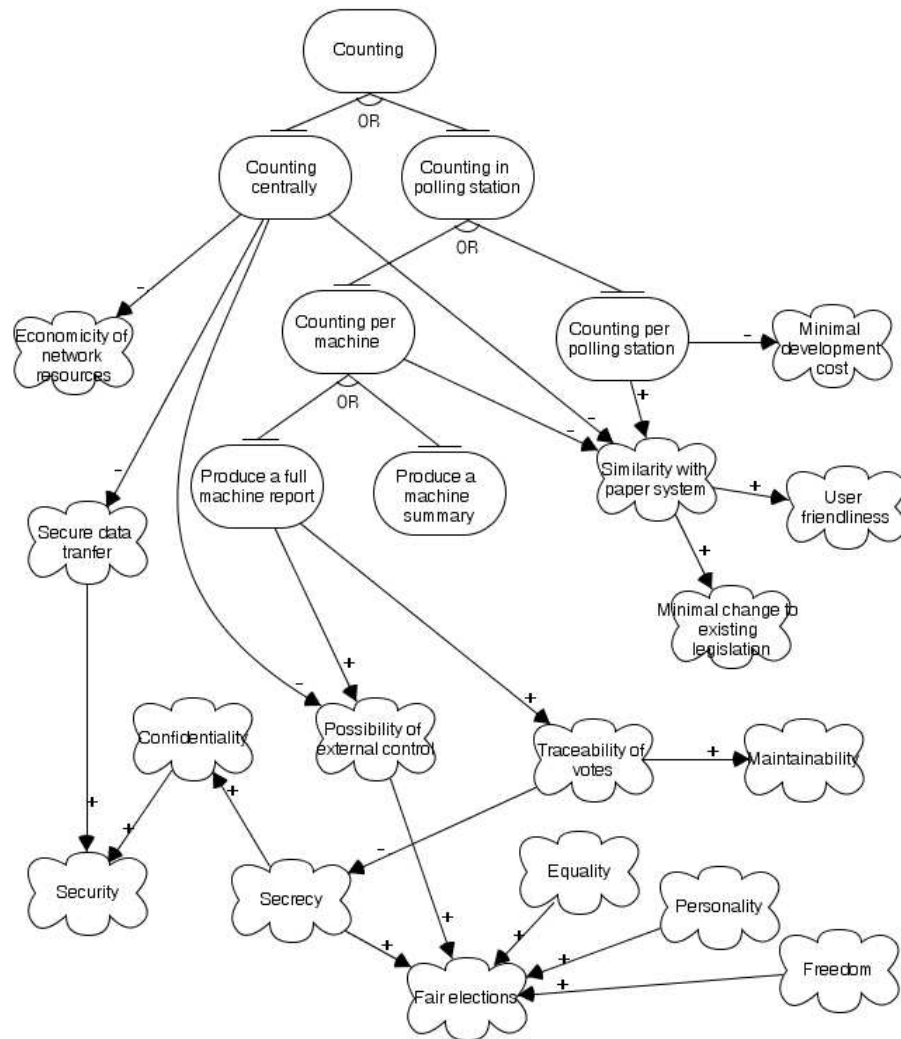 Counting
OR
Counting
centrally
Counting in
polling station
OR
-
-
Economicity of
network
resources
Counting per
machine
Counting per
polling station
-
Minimal
development
cost
OR
+
-
-
Produce a full
machine report
Produce a
machine
summary
Similarity with
paper system
+
User
friendliness
-
Secure data
tranfer
+
Minimal change to
existing
legislation
+
-
+
Confidentiality
Possibility of
external control
Traceability of
votes
+
Maintainability
+
+
+
-
Security
Secrecy
Equality
Personality
+
+
+
+
Freedom
+
Fair elections